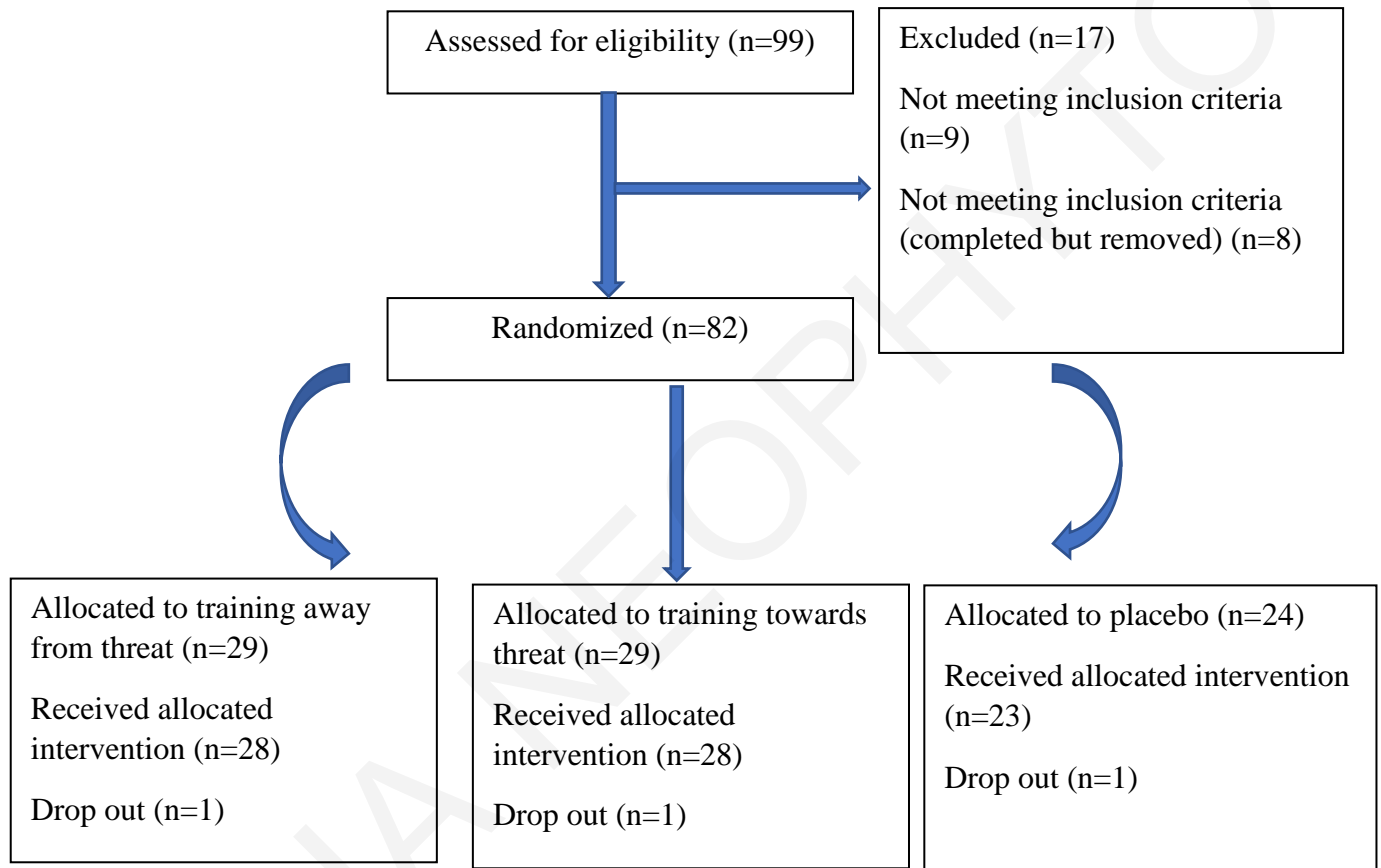 Assessed for eligibility (n=99)
Excluded (n=17)
Not meeting inclusion criteria
(n=9)
Not meeting inclusion criteria
(completed but removed) (n=8)
Randomized (n=82)
Allocated to training away
from threat (n=29)
Received allocated
intervention (n=28)
Drop out (n=1)
Allocated to training towards
threat (n=29)
Received allocated
intervention (n=28)
Drop out (n=1)
Allocated to placebo (n=24)
Received allocated intervention
(n=23)
Drop out (n=1)
NEOPHYTO